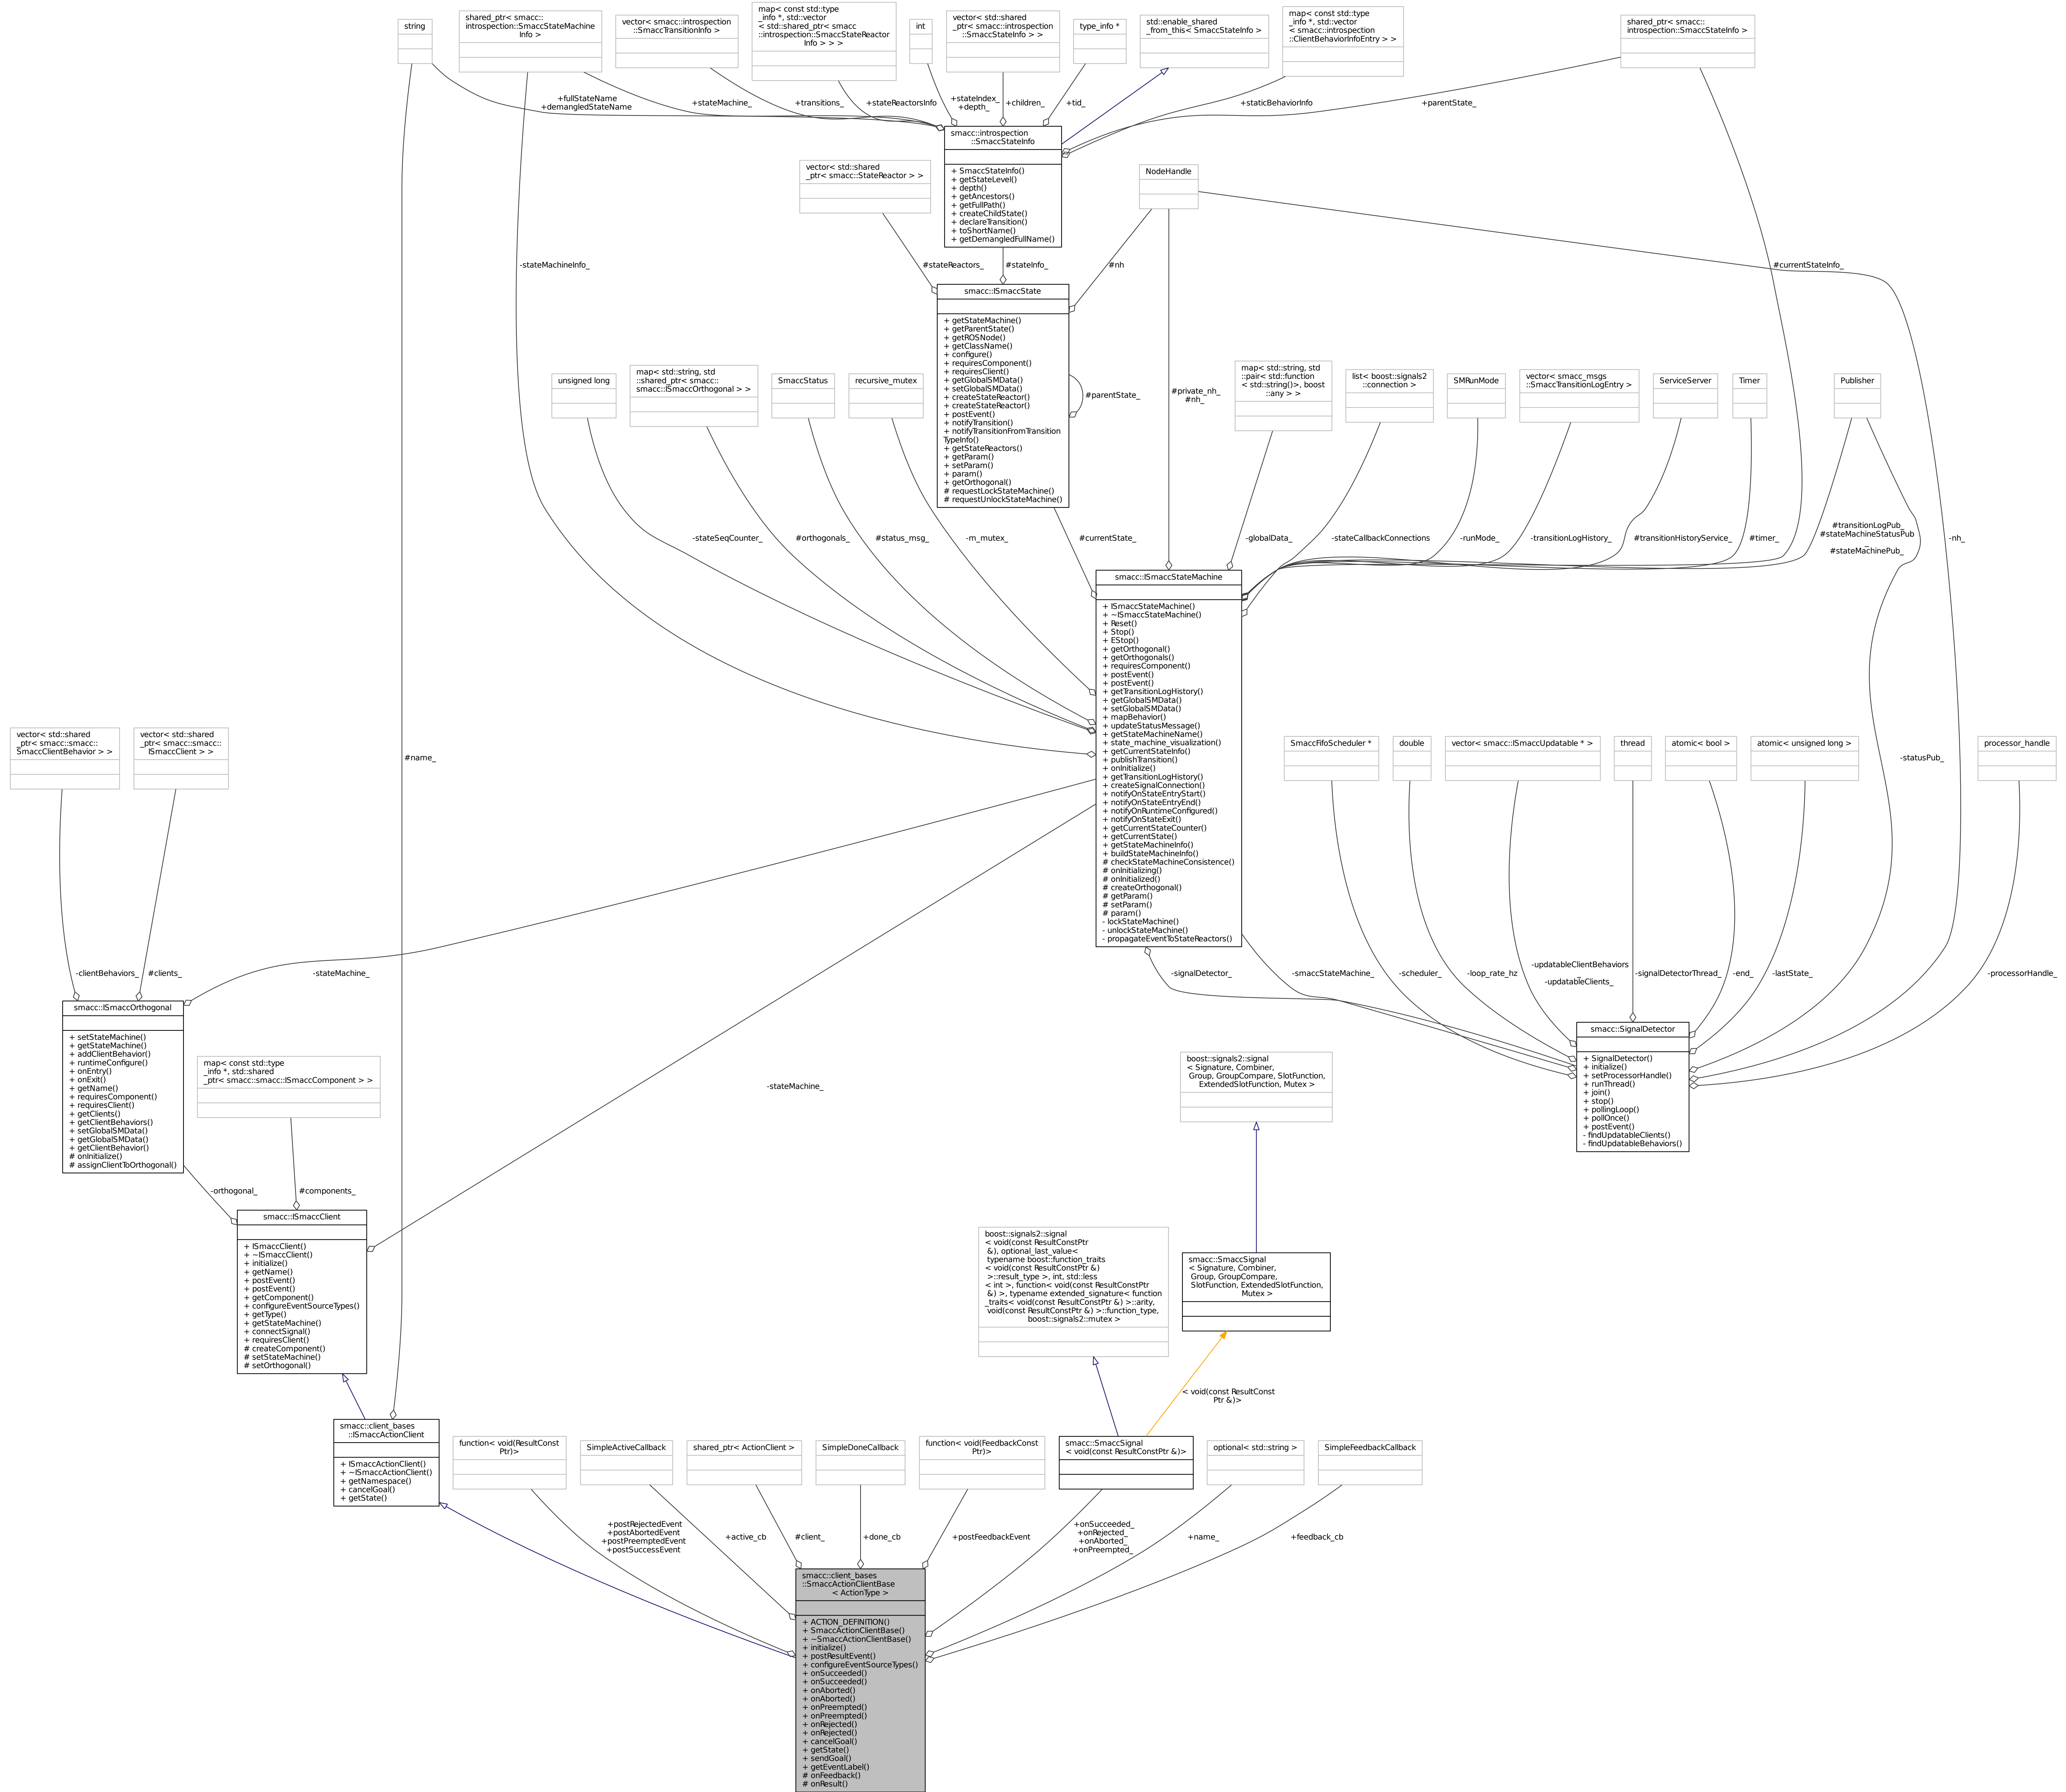 string
shared_ptr< smacc::
introspection::SmaccStateMachine
Info >
vector< smacc::introspection
::SmaccTransitionInfo >
map< const std::type
_info *, std::vector
< std::shared_ptr< smacc
::introspection::SmaccStateReactor
Info > > >
int
vector< std::shared
_ptr< smacc::introspection
::SmaccStateInfo > >
type_info *
std::enable_shared
_from_this< SmaccStateInfo >
map< const std::type
_info *, std::vector
< smacc::introspection
::ClientBehaviorInfoEntry > >
shared_ptr< smacc::
introspection::SmaccStateInfo >
+fullStateName
+demangledStateName
+stateMachine_
+transitions_
+stateReactorsInfo
+stateIndex_
+depth_
+children_
+tid_
+staticBehaviorInfo
+parentState_
smacc::introspection
::SmaccStateInfo
+ SmaccStateInfo()
+ getStateLevel()
+ depth()
+ getAncestors()
+ getFullPath()
+ createChildState()
+ declareTransition()
+ toShortName()
+ getDemangledFullName()
vector< std::shared
_ptr< smacc::StateReactor > >
NodeHandle
-stateMachineInfo_
#stateReactors_
#stateInfo_
#nh
#currentStateInfo_
smacc::ISmaccState
+ getStateMachine()
+ getParentState()
+ getROSNode()
+ getClassName()
+ configure()
+ requiresComponent()
+ requiresClient()
+ getGlobalSMData()
+ setGlobalSMData()
+ createStateReactor()
+ createStateReactor()
+ postEvent()
+ notifyTransition()
+ notifyTransitionFromTransition
TypeInfo()
+ getStateReactors()
+ getParam()
+ setParam()
+ param()
+ getOrthogonal()
# requestLockStateMachine()
# requestUnlockStateMachine()
#parentState_
#private_nh_
#nh_
unsigned long
map< std::string, std
::shared_ptr< smacc::
smacc::ISmaccOrthogonal > >
SmaccStatus
recursive_mutex
map< std::string, std
::pair< std::function
< std::string()>, boost
::any > >
list< boost::signals2
::connection >
SMRunMode
vector< smacc_msgs
::SmaccTransitionLogEntry >
ServiceServer
Timer
Publisher
-stateSeqCounter_
#orthogonals_
#status_msg_
-m_mutex_
#currentState_
-globalData_
-stateCallbackConnections
-runMode_
-transitionLogHistory_
#transitionHistoryService_
#timer_
#transitionLogPub_
#stateMachineStatusPub
_
#stateMachinePub_
-nh_
smacc::ISmaccStateMachine
+ ISmaccStateMachine()
+ ~ISmaccStateMachine()
+ Reset()
+ Stop()
+ EStop()
+ getOrthogonal()
+ getOrthogonals()
+ requiresComponent()
+ postEvent()
+ postEvent()
+ getTransitionLogHistory()
+ getGlobalSMData()
+ setGlobalSMData()
+ mapBehavior()
+ updateStatusMessage()
+ getStateMachineName()
+ state_machine_visualization()
+ getCurrentStateInfo()
+ publishTransition()
+ onInitialize()
+ getTransitionLogHistory()
+ createSignalConnection()
+ notifyOnStateEntryStart()
+ notifyOnStateEntryEnd()
+ notifyOnRuntimeConfigured()
+ notifyOnStateExit()
+ getCurrentStateCounter()
+ getCurrentState()
+ getStateMachineInfo()
+ buildStateMachineInfo()
# checkStateMachineConsistence()
# onInitializing()
# onInitialized()
# createOrthogonal()
# getParam()
# setParam()
# param()
- lockStateMachine()
- unlockStateMachine()
- propagateEventToStateReactors()
vector< std::shared
_ptr< smacc::smacc::
SmaccClientBehavior > >
vector< std::shared
_ptr< smacc::smacc::
ISmaccClient > >
#name_
SmaccFifoScheduler *
double
vector< smacc::ISmaccUpdatable * >
thread
atomic< bool >
atomic< unsigned long >
-statusPub_
processor_handle
-clientBehaviors_
#clients_
-stateMachine_
-signalDetector_
-smaccStateMachine_
-scheduler_
-loop_rate_hz
-updatableClientBehaviors
_
-updatableClients_
-signalDetectorThread_
-end_
-lastState_
-processorHandle_
smacc::ISmaccOrthogonal
+ setStateMachine()
+ getStateMachine()
+ addClientBehavior()
+ runtimeConfigure()
+ onEntry()
+ onExit()
+ getName()
+ requiresComponent()
+ requiresClient()
+ getClients()
+ getClientBehaviors()
+ setGlobalSMData()
+ getGlobalSMData()
+ getClientBehavior()
# onInitialize()
# assignClientToOrthogonal()
smacc::SignalDetector
+ SignalDetector()
+ initialize()
+ setProcessorHandle()
+ runThread()
+ join()
+ stop()
+ pollingLoop()
+ pollOnce()
+ postEvent()
- findUpdatableClients()
- findUpdatableBehaviors()
map< const std::type
_info *, std::shared
_ptr< smacc::smacc::ISmaccComponent > >
-stateMachine_
boost::signals2::signal
< Signature, Combiner,
Group, GroupCompare, SlotFunction,
ExtendedSlotFunction, Mutex >
-orthogonal_
#components_
smacc::ISmaccClient
+ ISmaccClient()
+ ~ISmaccClient()
+ initialize()
+ getName()
+ postEvent()
+ postEvent()
+ getComponent()
+ configureEventSourceTypes()
+ getType()
+ getStateMachine()
+ connectSignal()
+ requiresClient()
# createComponent()
# setStateMachine()
# setOrthogonal()
boost::signals2::signal
< void(const ResultConstPtr
&), optional_last_value<
typename boost::function_traits
< void(const ResultConstPtr &)
>::result_type >, int, std::less
< int >, function< void(const ResultConstPtr
&) >, typename extended_signature< function
_traits< void(const ResultConstPtr &) >::arity,
void(const ResultConstPtr &) >::function_type,
boost::signals2::mutex >
smacc::SmaccSignal
< Signature, Combiner,
Group, GroupCompare,
SlotFunction, ExtendedSlotFunction,
Mutex >
< void(const ResultConst
Ptr &)>
smacc::client_bases
::ISmaccActionClient
+ ISmaccActionClient()
+ ~ISmaccActionClient()
+ getNamespace()
+ cancelGoal()
+ getState()
function< void(ResultConst
Ptr)>
SimpleActiveCallback
shared_ptr< ActionClient >
SimpleDoneCallback
function< void(FeedbackConst
Ptr)>
smacc::SmaccSignal
< void(const ResultConstPtr &)>
optional< std::string >
SimpleFeedbackCallback
+postRejectedEvent
+postAbortedEvent
+postPreemptedEvent
+postSuccessEvent
+active_cb
#client_
+done_cb
+postFeedbackEvent
+onSucceeded_
+onRejected_
+onAborted_
+onPreempted_
+name_
+feedback_cb
smacc::client_bases
::SmaccActionClientBase
< ActionType >
+ ACTION_DEFINITION()
+ SmaccActionClientBase()
+ ~SmaccActionClientBase()
+ initialize()
+ postResultEvent()
+ configureEventSourceTypes()
+ onSucceeded()
+ onSucceeded()
+ onAborted()
+ onAborted()
+ onPreempted()
+ onPreempted()
+ onRejected()
+ onRejected()
+ cancelGoal()
+ getState()
+ sendGoal()
+ getEventLabel()
# onFeedback()
# onResult()